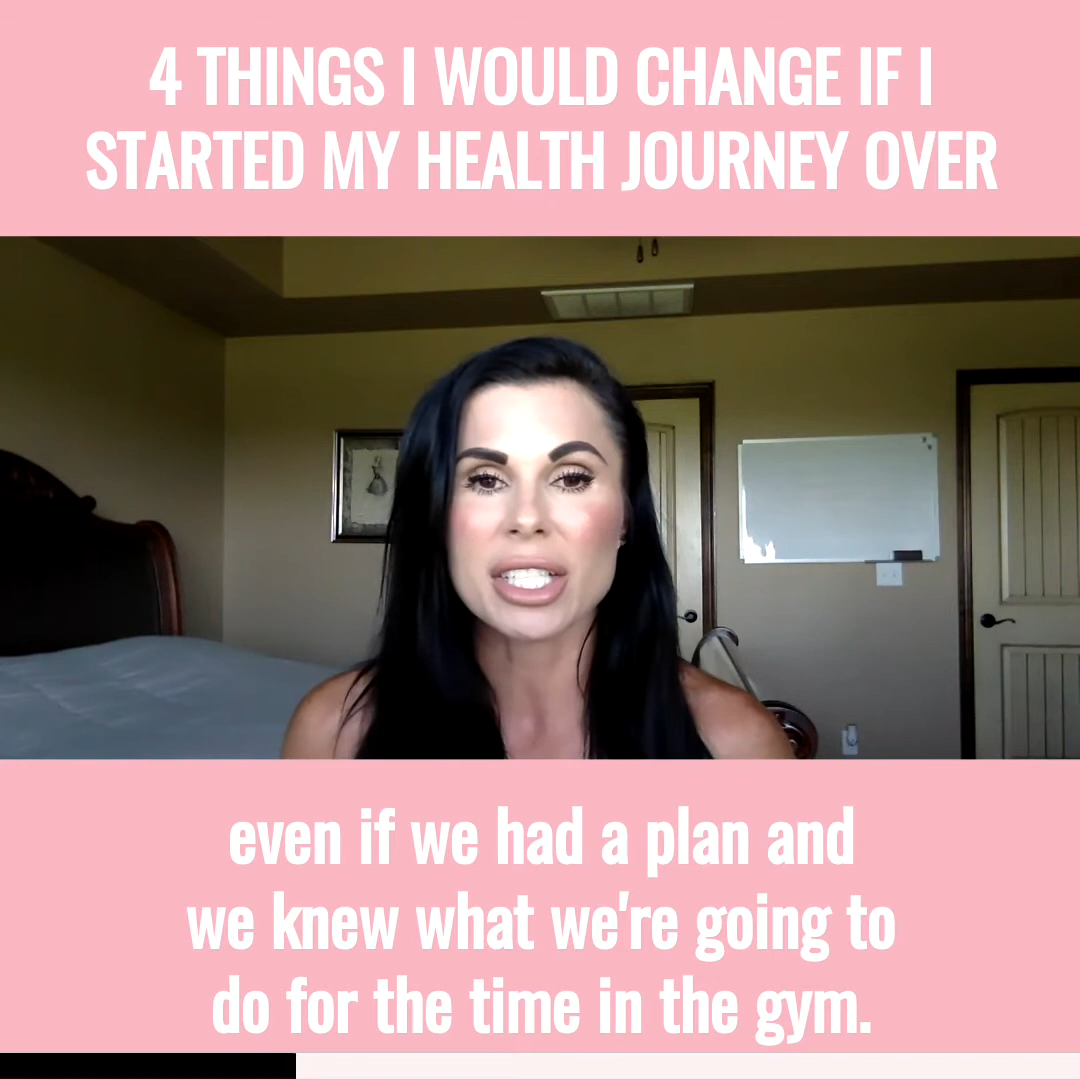 4 THINGS I WOULD CHANGE IF I
STARTED MY HEALTH JOURNEY OVER
even if we had a plan and
we knew what we're going to
do for the time in the gym.